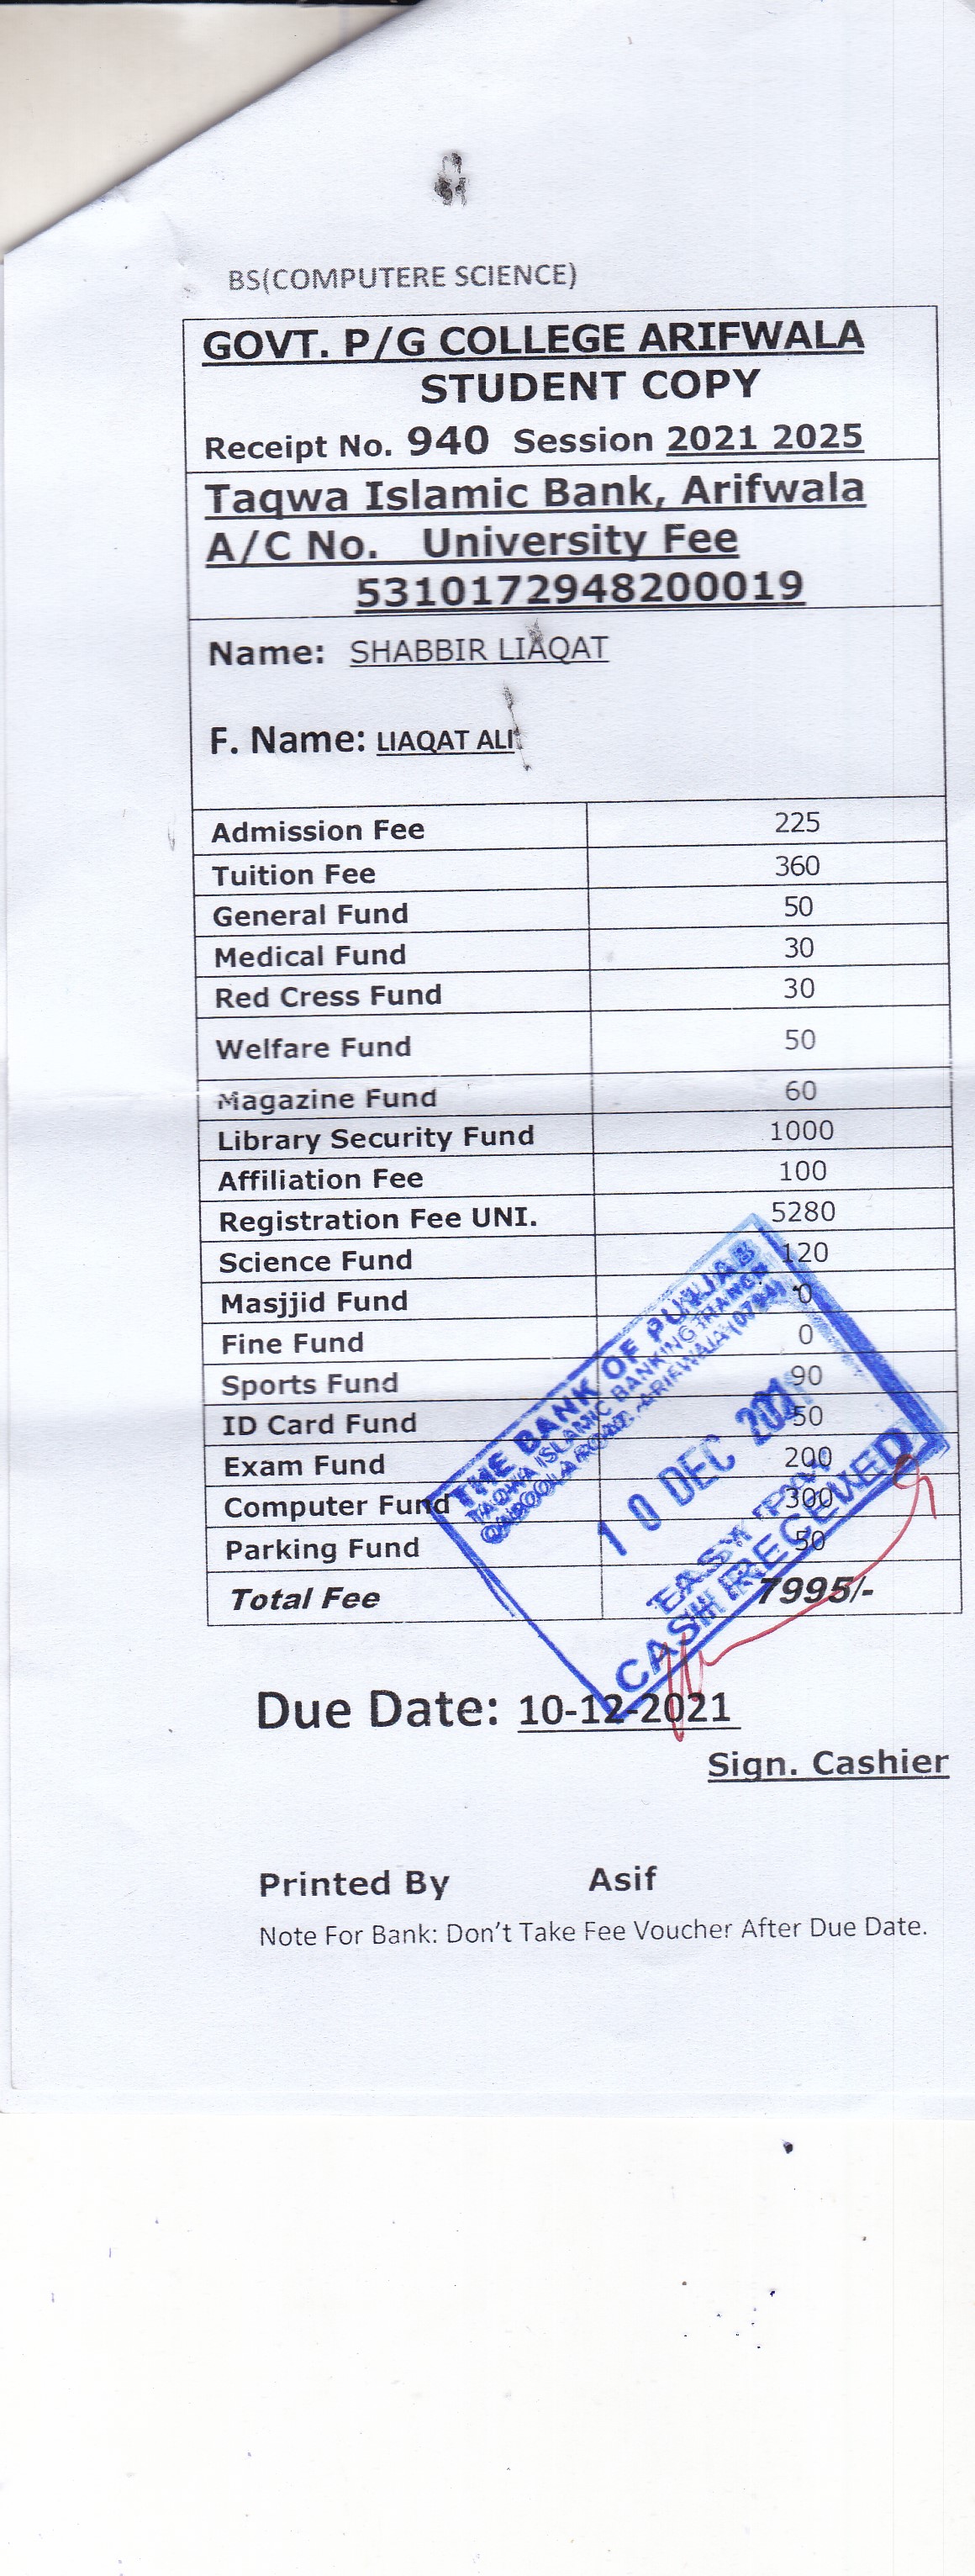 BS(COMPUTERE SCIENCE)
GOVT. P/G COLLEGE ARIFWALA
STUDENT COPY
Receipt No. 940 Session 2021 2025
Taqwa Islamic Bank, Arifwala
A/C No. University Fee
5310172948200019
Name: SHABBIR LIAQAT
F. Name: LIAQAT ALI
Admission Fee 225
Tuition Fee 360
General Fund 50
Medical Fund 30
Red Cress Fund 30
Welfare Fund 50
Magazine Fund 60
Library Security Fund 1000
Affiliation Fee 100
Registration Fee UNI. 5280
Science Fund 120
Masjjid Fund 0
Fine Fund 0
Sports Fund 90
ID Card Fund 50
Exam Fund 200
Computer Fund 300
Parking Fund 50
Total Fee 7995/-
THE BANK OF PUNJAB
TAQWA ISLAMIC BANKING BRANCH
ROAD, ARIFWALA (0784)
10 DEC 2021
CASH RECEIVED
Due Date: 10-12-2021
Sign. Cashier
Printed By Asif
Note For Bank: Don't Take Fee Voucher After Due Date.